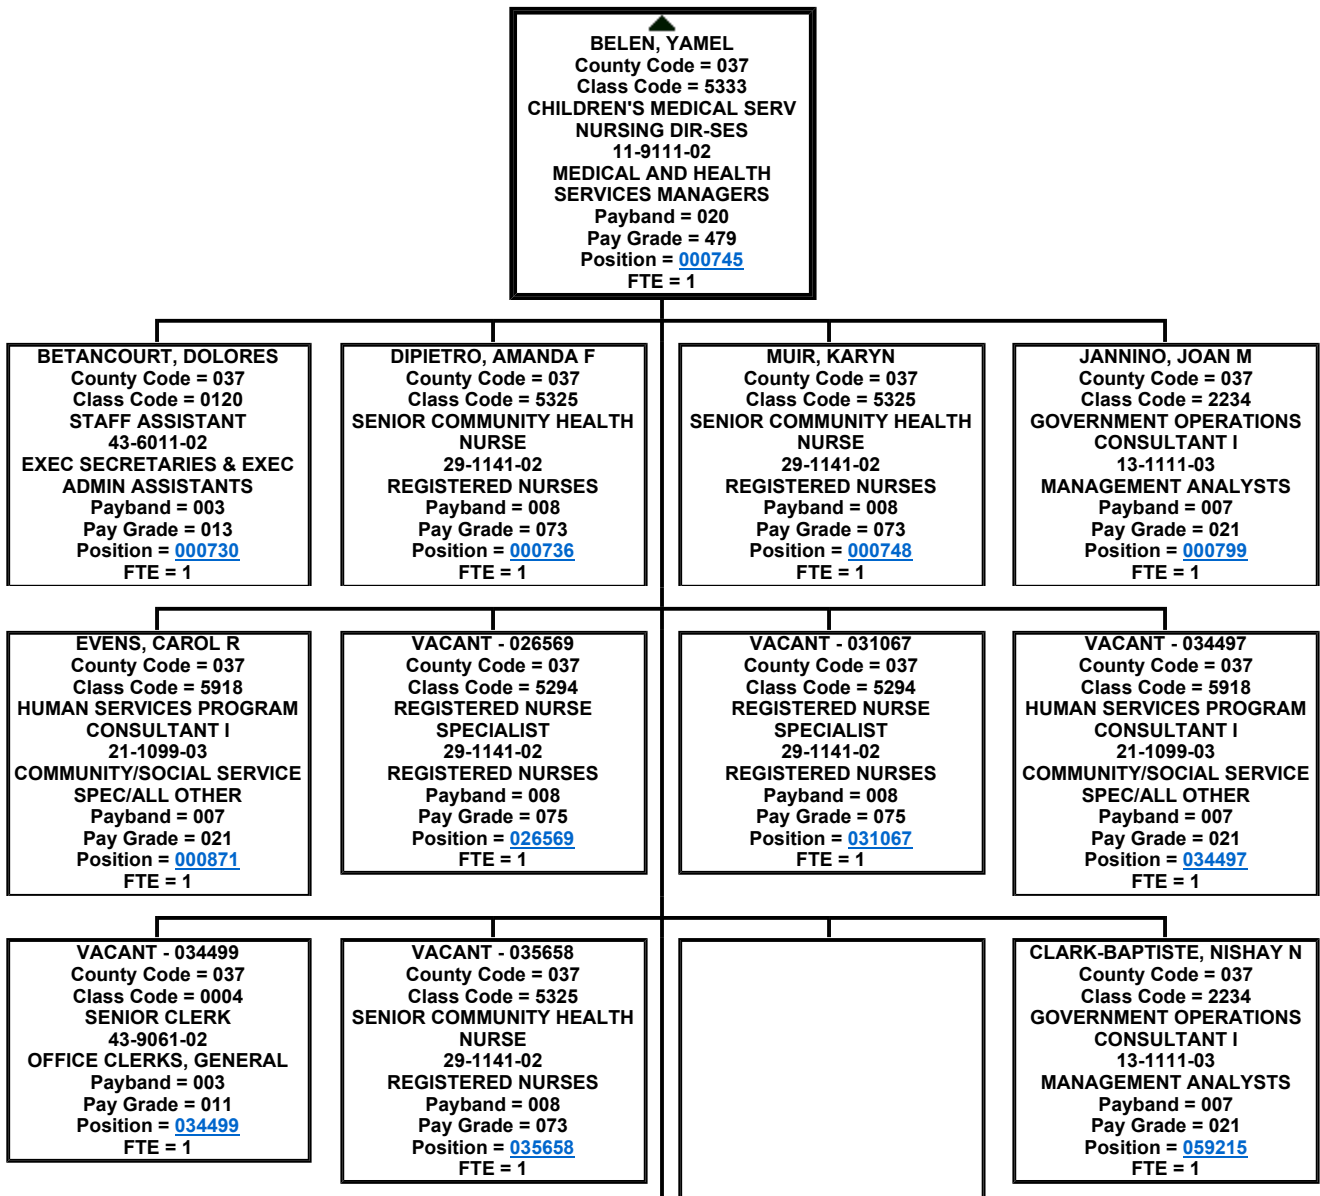 BELEN, YAMEL
County Code = 037
Class Code = 5333
CHILDREN'S MEDICAL SERV
NURSING DIR-SES
11-9111-02
MEDICAL AND HEALTH
SERVICES MANAGERS
Payband = 020
Pay Grade = 479
Position = 000745
FTE = 1
BETANCOURT, DOLORES
County Code = 037
Class Code = 0120
STAFF ASSISTANT
43-6011-02
EXEC SECRETARIES & EXEC
ADMIN ASSISTANTS
Payband = 003
Pay Grade = 013
Position = 000730
FTE = 1
DIPIETRO, AMANDA F
County Code = 037
Class Code = 5325
SENIOR COMMUNITY HEALTH
NURSE
29-1141-02
REGISTERED NURSES
Payband = 008
Pay Grade = 073
Position = 000736
FTE = 1
MUIR, KARYN
County Code = 037
Class Code = 5325
SENIOR COMMUNITY HEALTH
NURSE
29-1141-02
REGISTERED NURSES
Payband = 008
Pay Grade = 073
Position = 000748
FTE = 1
JANNINO, JOAN M
County Code = 037
Class Code = 2234
GOVERNMENT OPERATIONS
CONSULTANT I
13-1111-03
MANAGEMENT ANALYSTS
Payband = 007
Pay Grade = 021
Position = 000799
FTE = 1
EVENS, CAROL R
County Code = 037
Class Code = 5918
HUMAN SERVICES PROGRAM
CONSULTANT I
21-1099-03
COMMUNITY/SOCIAL SERVICE
SPEC/ALL OTHER
Payband = 007
Pay Grade = 021
Position = 000871
FTE = 1
VACANT - 026569
County Code = 037
Class Code = 5294
REGISTERED NURSE
SPECIALIST
29-1141-02
REGISTERED NURSES
Payband = 008
Pay Grade = 075
Position = 026569
FTE = 1
VACANT - 031067
County Code = 037
Class Code = 5294
REGISTERED NURSE
SPECIALIST
29-1141-02
REGISTERED NURSES
Payband = 008
Pay Grade = 075
Position = 031067
FTE = 1
VACANT - 034497
County Code = 037
Class Code = 5918
HUMAN SERVICES PROGRAM
CONSULTANT I
21-1099-03
COMMUNITY/SOCIAL SERVICE
SPEC/ALL OTHER
Payband = 007
Pay Grade = 021
Position = 034497
FTE = 1
VACANT - 034499
County Code = 037
Class Code = 0004
SENIOR CLERK
43-9061-02
OFFICE CLERKS, GENERAL
Payband = 003
Pay Grade = 011
Position = 034499
FTE = 1
VACANT - 035658
County Code = 037
Class Code = 5325
SENIOR COMMUNITY HEALTH
NURSE
29-1141-02
REGISTERED NURSES
Payband = 008
Pay Grade = 073
Position = 035658
FTE = 1
CLARK-BAPTISTE, NISHAY N
County Code = 037
Class Code = 2234
GOVERNMENT OPERATIONS
CONSULTANT I
13-1111-03
MANAGEMENT ANALYSTS
Payband = 007
Pay Grade = 021
Position = 059215
FTE = 1